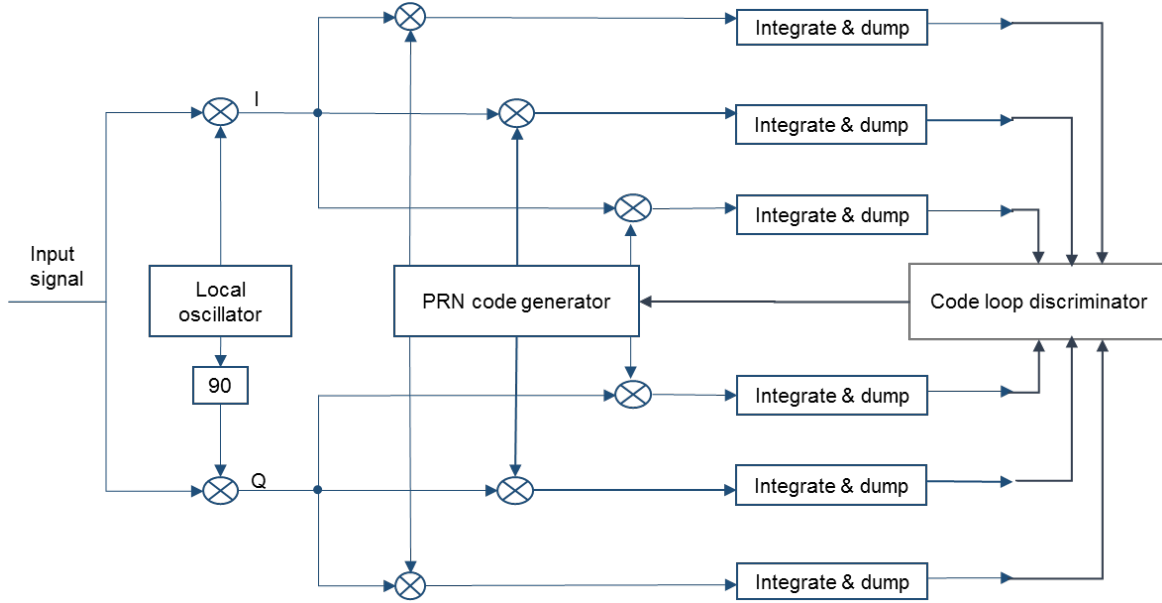 Integrate & dump
I
Integrate & dump
Integrate & dump
Input
signal
Local
oscillator
PRN code generator
Code loop discriminator
90
Integrate & dump
Q
Integrate & dump
Integrate & dump